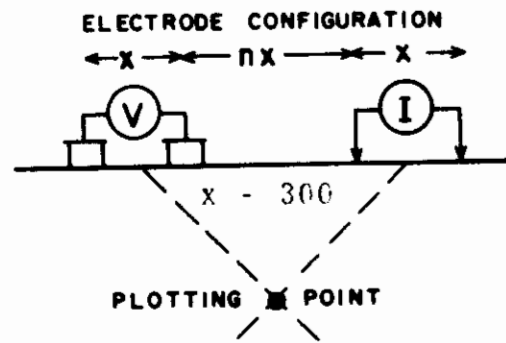 ELECTRODE CONFIGURATION
x nx x
V I
x - 300
PLOTTING POINT